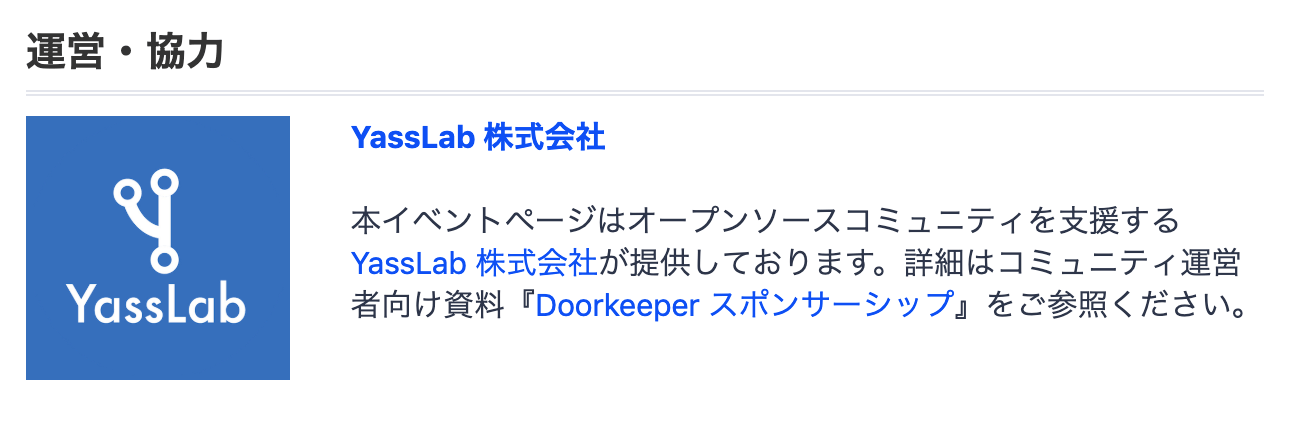 運営・協力
YassLab
YassLab 株式会社
本イベントページはオープンソースコミュニティを支援する
YassLab 株式会社が提供しております。詳細はコミュニティ運営
者向け資料『Doorkeeper スポンサーシップ』をご参照ください。